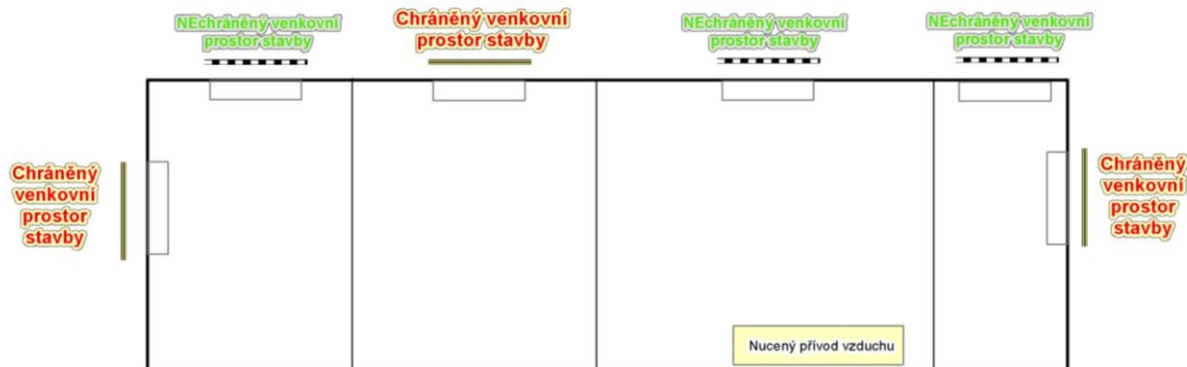 NEchráněný venkovní
prostor stavby
Chráněný venkovní
prostor stavby
NEchráněný venkovní
prostor stavby
NEchráněný venkovní
prostor stavby
Chráněný
venkovní
prostor
stavby
Chráněný
venkovní
prostor
stavby
Nucený přívod vzduchu